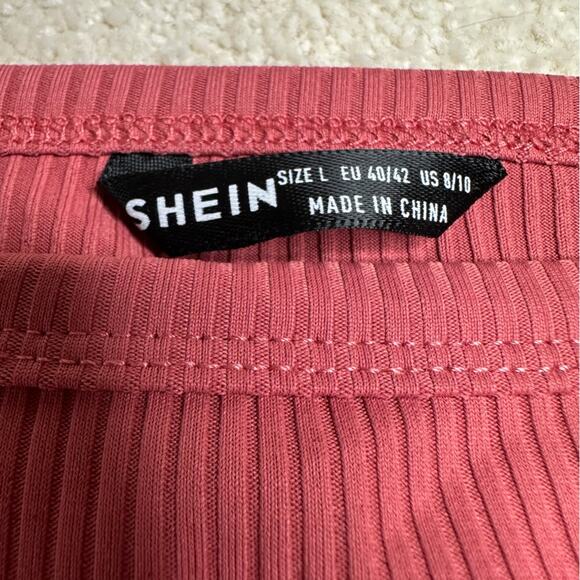 SHEIN SIZE L EU 40/42 US 8/10
MADE IN CHINA